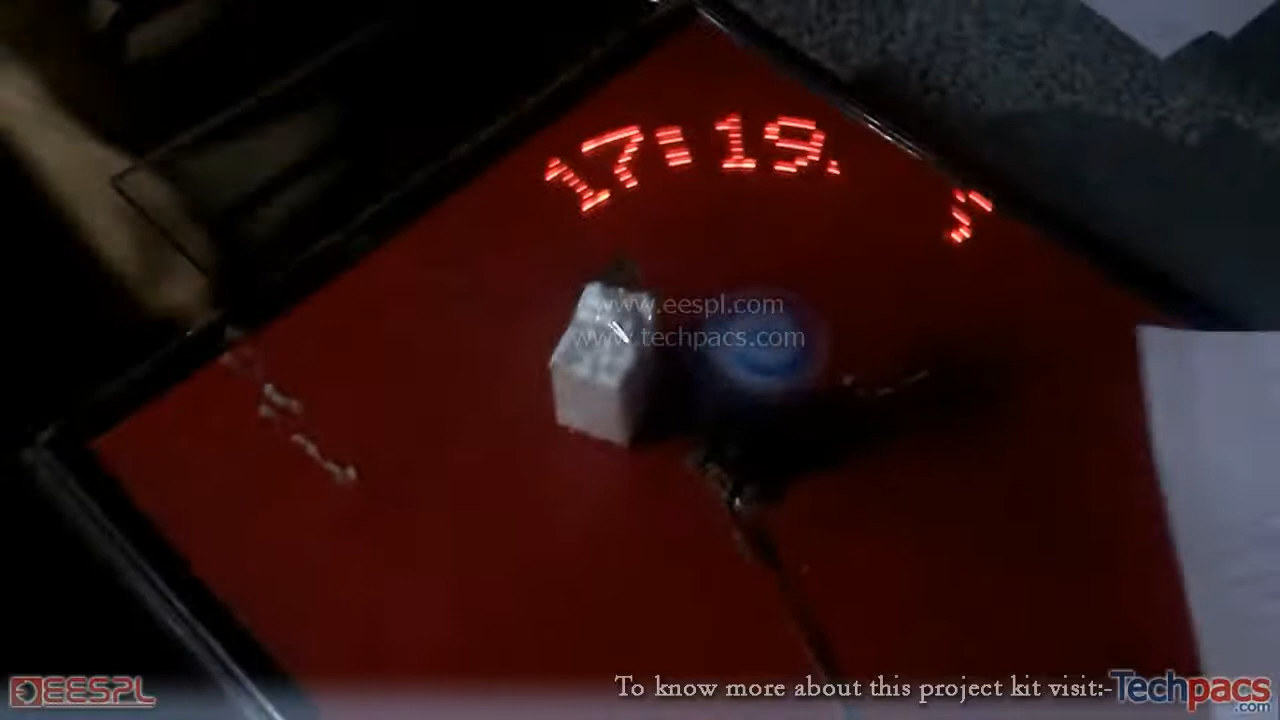 17:19.
www.eespl.com
www.techpacs.com
EESPL
To know more about this project kit visit:-Techpacs
.com